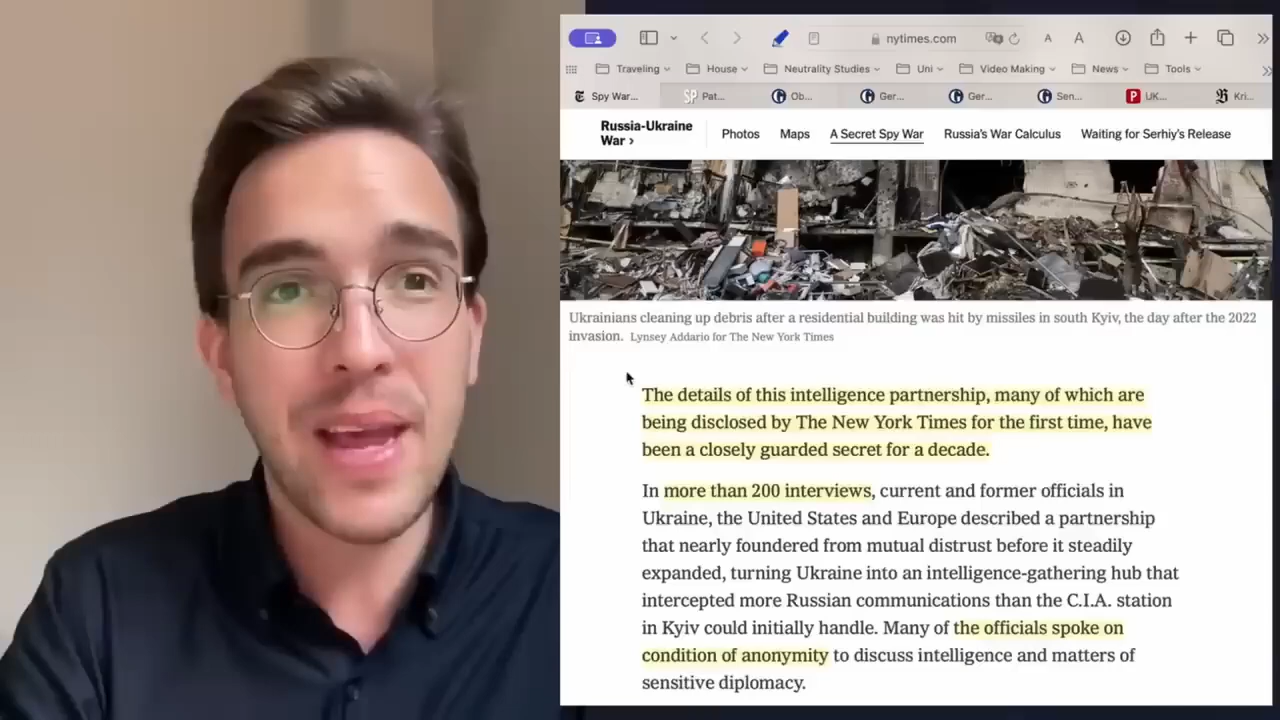 nytimes.com
A A
Traveling House Neutrality Studies Uni Video Making News Tools
Spy War... SP Pat... Ob... Ger... Ger... Sen... UK... Kri...
Russia-Ukraine
War › Photos Maps A Secret Spy War Russia's War Calculus Waiting for Serhiy's Release
Ukrainians cleaning up debris after a residential building was hit by missiles in south Kyiv, the day after the 2022
invasion. Lynsey Addario for The New York Times
The details of this intelligence partnership, many of which are
being disclosed by The New York Times for the first time, have
been a closely guarded secret for a decade.
In more than 200 interviews, current and former officials in
Ukraine, the United States and Europe described a partnership
that nearly foundered from mutual distrust before it steadily
expanded, turning Ukraine into an intelligence-gathering hub that
intercepted more Russian communications than the C.I.A. station
in Kyiv could initially handle. Many of the officials spoke on
condition of anonymity to discuss intelligence and matters of
sensitive diplomacy.